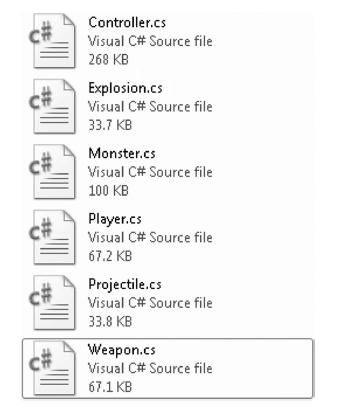 Controller.cs
Visual C# Source file
268 KB
Explosion.cs
Visual C# Source file
33.7 KB
Monster.cs
Visual C# Source file
100 KB
Player.cs
Visual C# Source file
67.2 KB
Projectile.cs
Visual C# Source file
33.8 KB
Weapon.cs
Visual C# Source file
67.1 KB
C#
C#
C#
C#
C#
C#